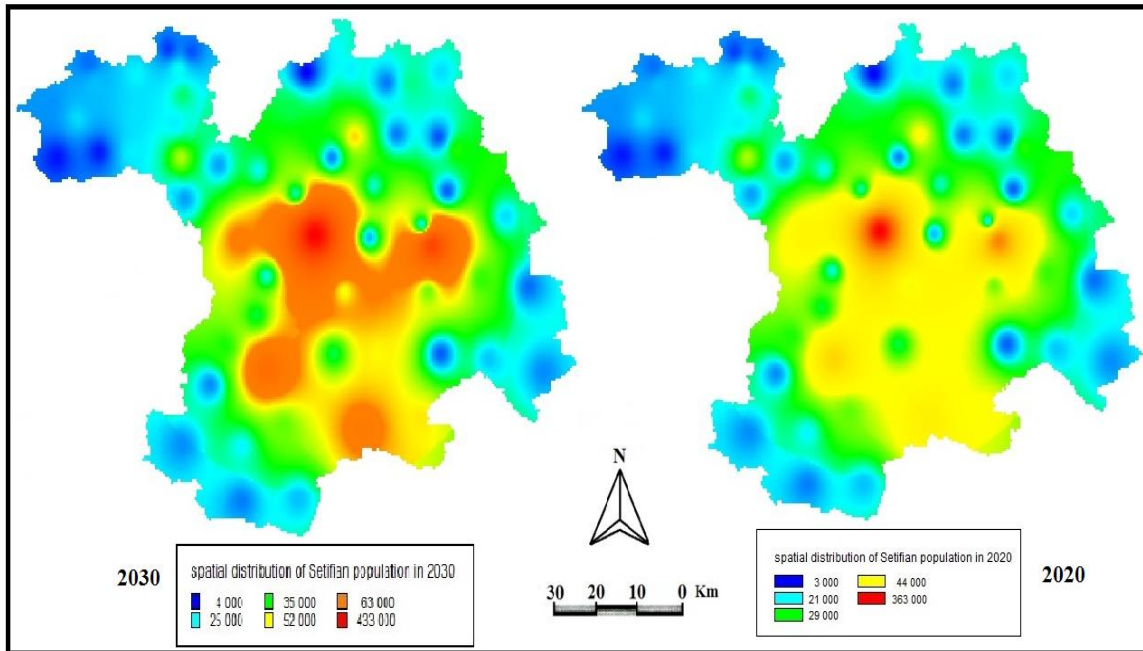 N
2030
spatial distribution of Setifian population in 2030
4 000 35 000 63 000
25 000 52 000 433 000
30 20 10 0 Km
spatial distribution of Setifian population in 2020
3 000 44 000
21 000 363 000
29 000
2020